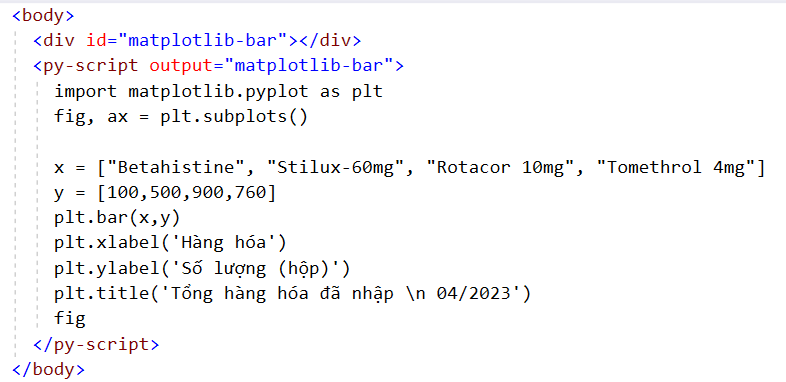 <body>
<div id="matplotlib-bar"></div>
<py-script output="matplotlib-bar">
import matplotlib.pyplot as plt
fig, ax = plt.subplots()
x = ["Betahistine", "Stilux-60mg", "Rotacor 10mg", "Tomethrol 4mg"]
y = [100,500,900,760]
plt.bar(x,y)
plt.xlabel('Hàng hóa')
plt.ylabel('Số lượng (hộp)')
plt.title('Tổng hàng hóa đã nhập \n 04/2023')
fig
</py-script>
</body>